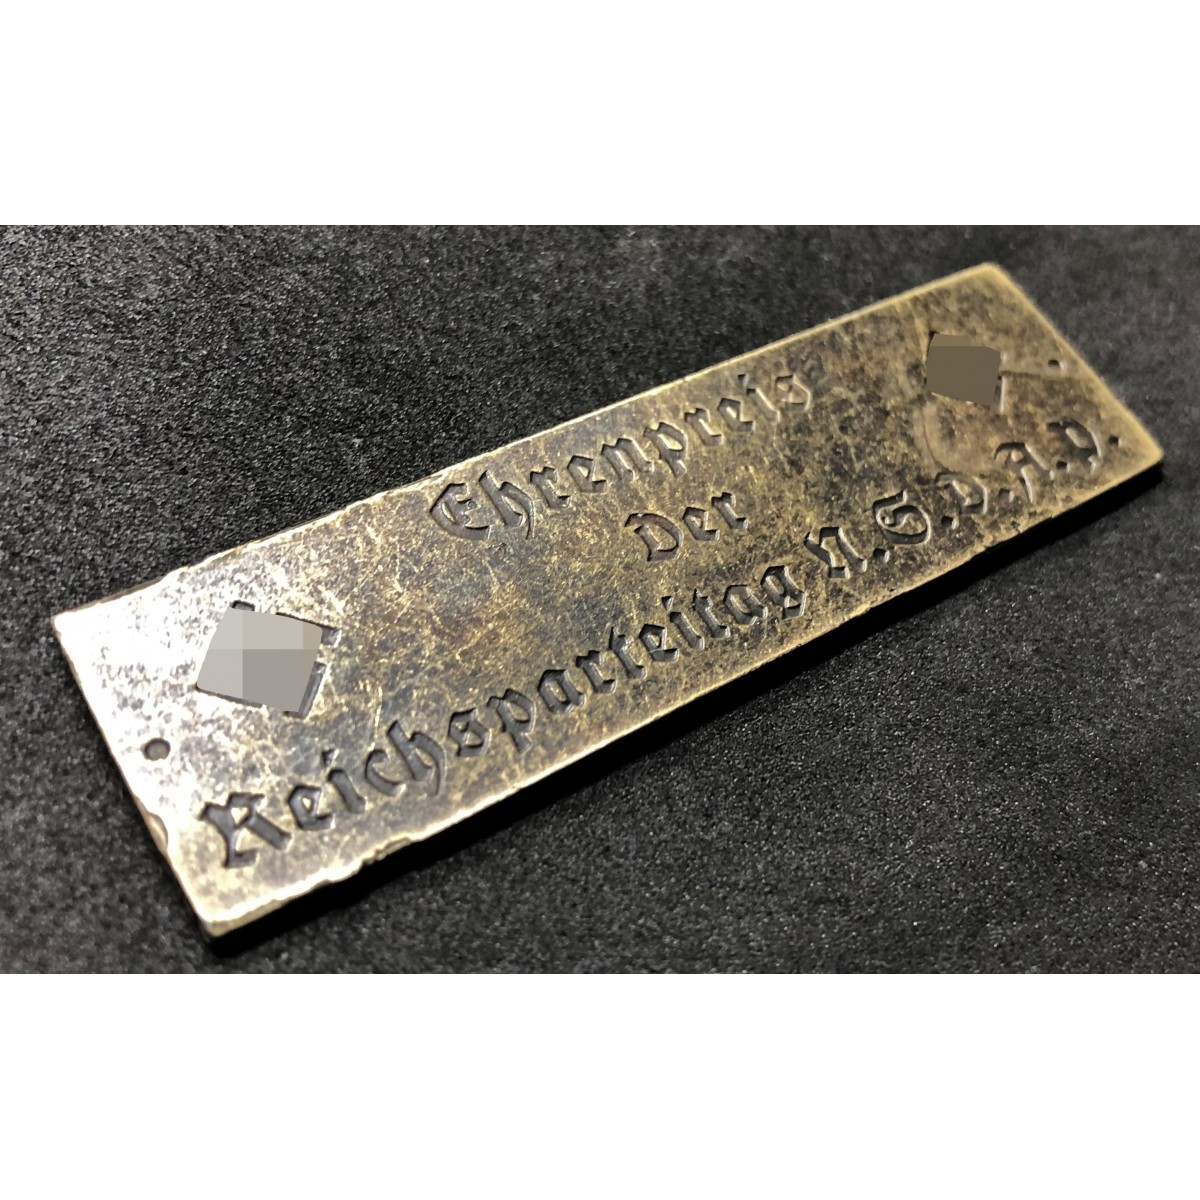 Ehrenpreis
Der
Reichsparteitag N.S.D.A.P.